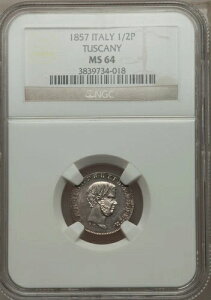 1857 ITALY 1/2P
TUSCANY
MS 64
3839734-018
NGC